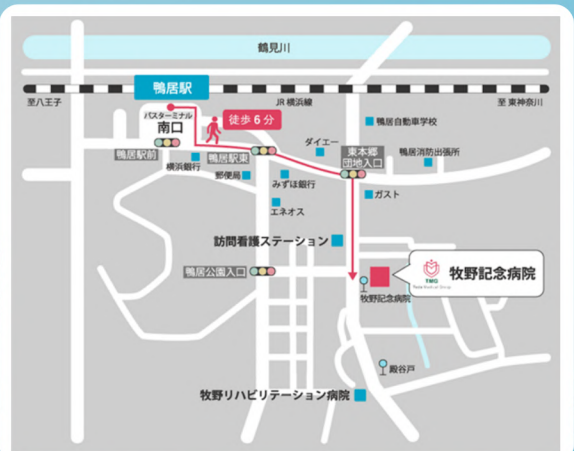 鶴見川
鴨居駅
至八王子
JR 横浜線
至 東神奈川
バスターミナル
南口
徒歩 6 分
鴨居自動車学校
鴨居駅前
横浜銀行
鴨居駅東
郵便局
ダイエー
みずほ銀行
東本郷
団地入口
鴨居消防出張所
エネオス
ガスト
訪問看護ステーション
鴨居公園入口
TMG
牧野記念病院
牧野記念病院
殿谷戸
牧野リハビリテーション病院